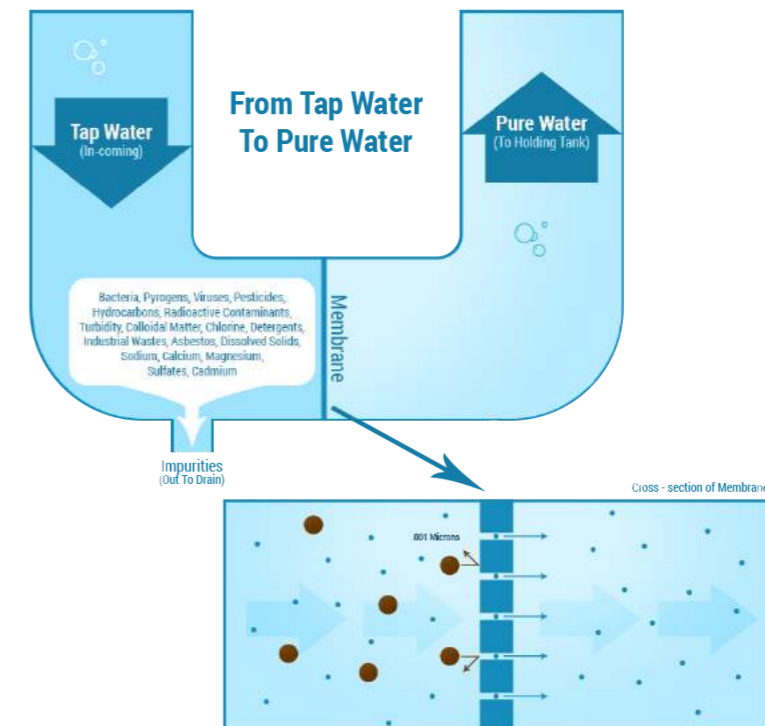 From Tap Water
To Pure Water
Tap Water
(In-coming)
Pure Water
(To Holding Tank)
Bacteria, Pyrogens, Viruses, Pesticides,
Hydrocarbons, Radioactive Contaminants,
Turbidity, Colloidal Matter, Chlorine, Detergents,
Industrial Wastes, Asbestos, Dissolved Solids,
Sodium, Calcium, Magnesium,
Sulfates, Cadmium
Membrane
Impurities
(Out To Drain)
Cross - section of Membrane
.001 Microns